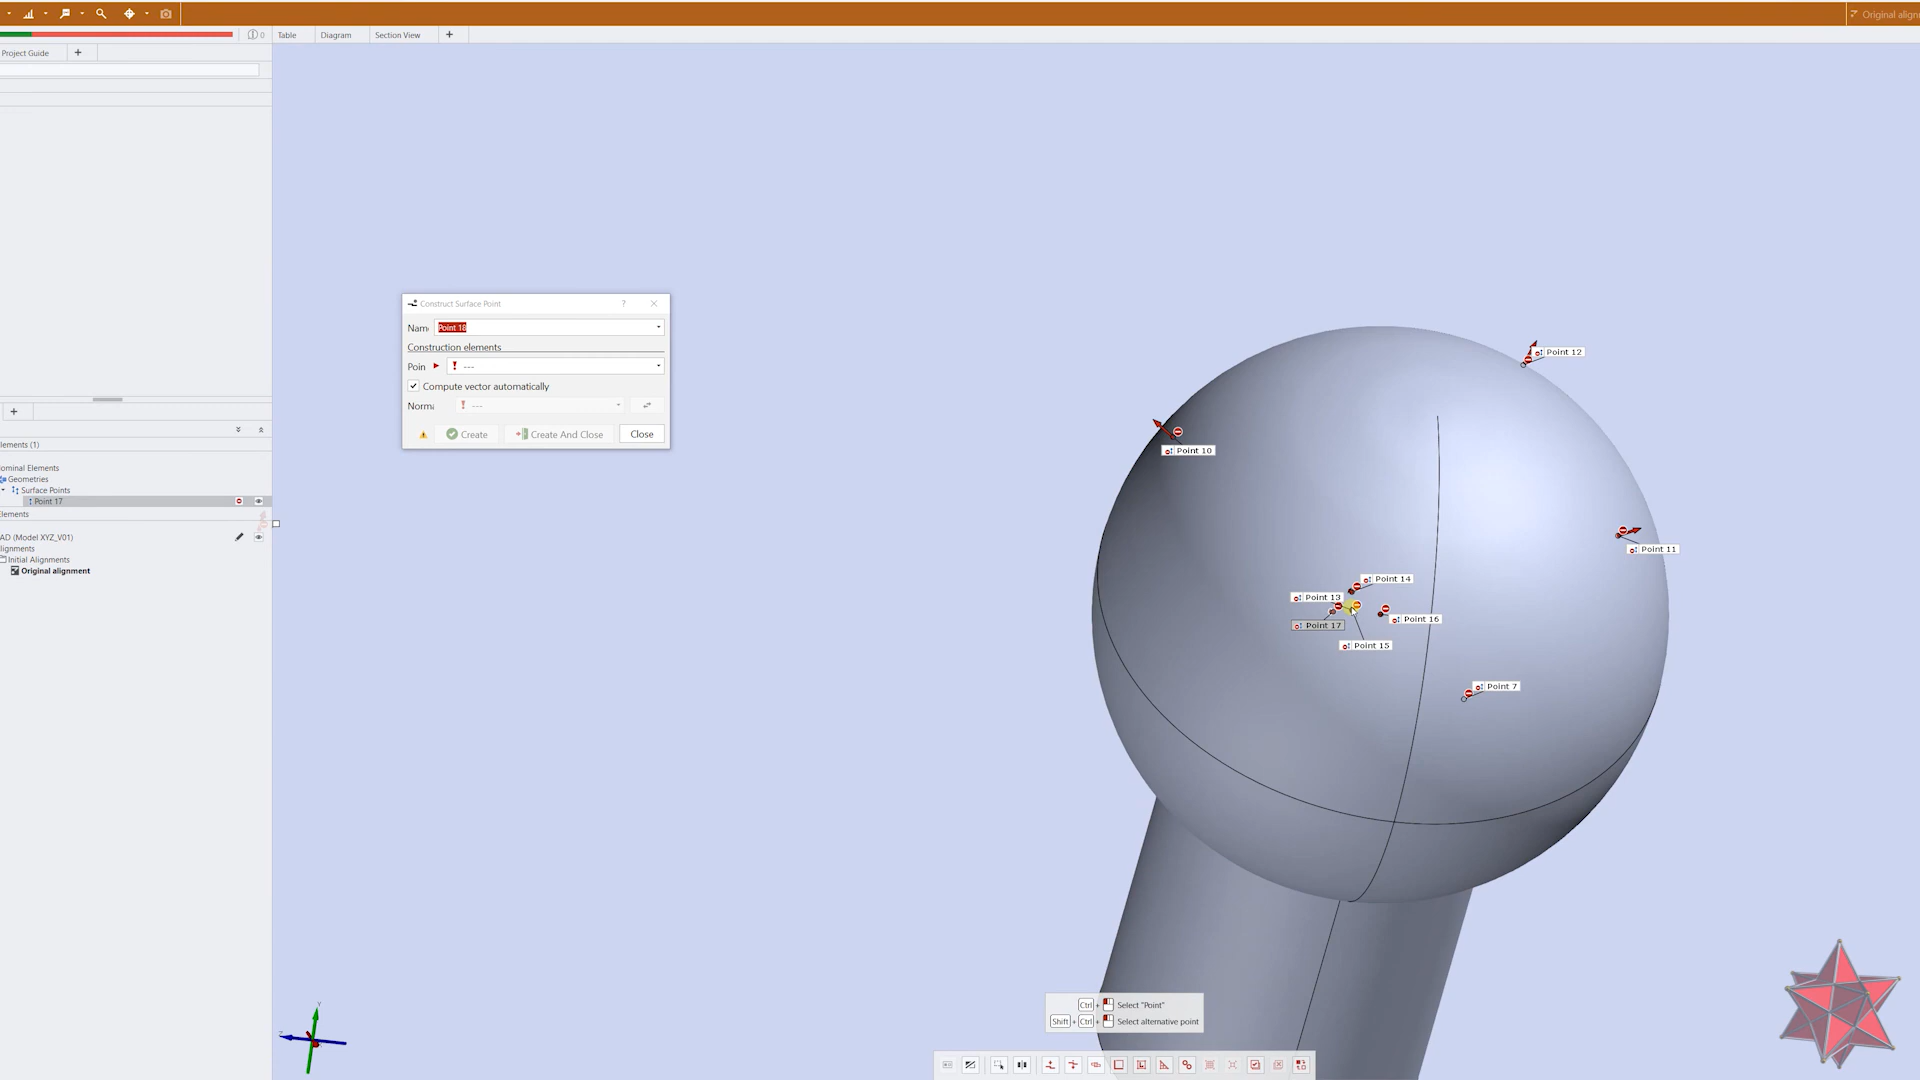 Original align
0
Table
Diagram
Section View
+
Project Guide
+
Construct Surface Point
?
Nam
Point 18
Construction elements
Poin
---
Compute vector automatically
Norma
---
Create
Create And Close
Close
+
lements (1)
ominal Elements
Geometries
Surface Points
Point 17
Elements
AD (Model XYZ_V01)
lignments
Initial Alignments
Original alignment
Point 12
Point 10
Point 11
Point 14
Point 13
Point 16
Point 17
Point 15
Point 7
Ctrl + Select "Point"
Shift + Ctrl + Select alternative point
Y
Z